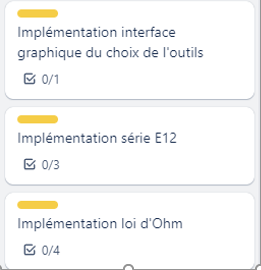 Implémentation interface
graphique du choix de l'outils
0/1
Implémentation série E12
0/3
Implémentation loi d'Ohm
0/4